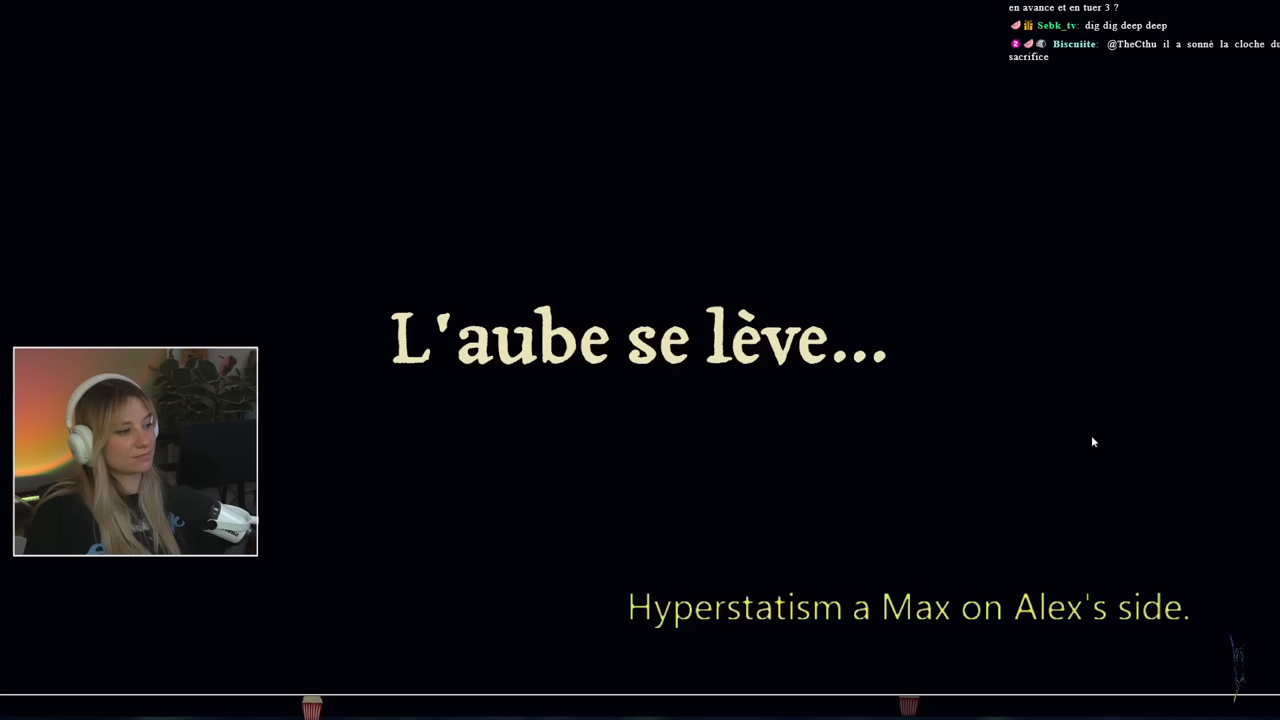 en avance et en tuer 3 ?
Sebk_tv: dig dig deep deep
Biscuiite: @TheCthu il a sonné la cloche du
sacrifice
L'aube se lève...
Hyperstatism a Max on Alex's side.